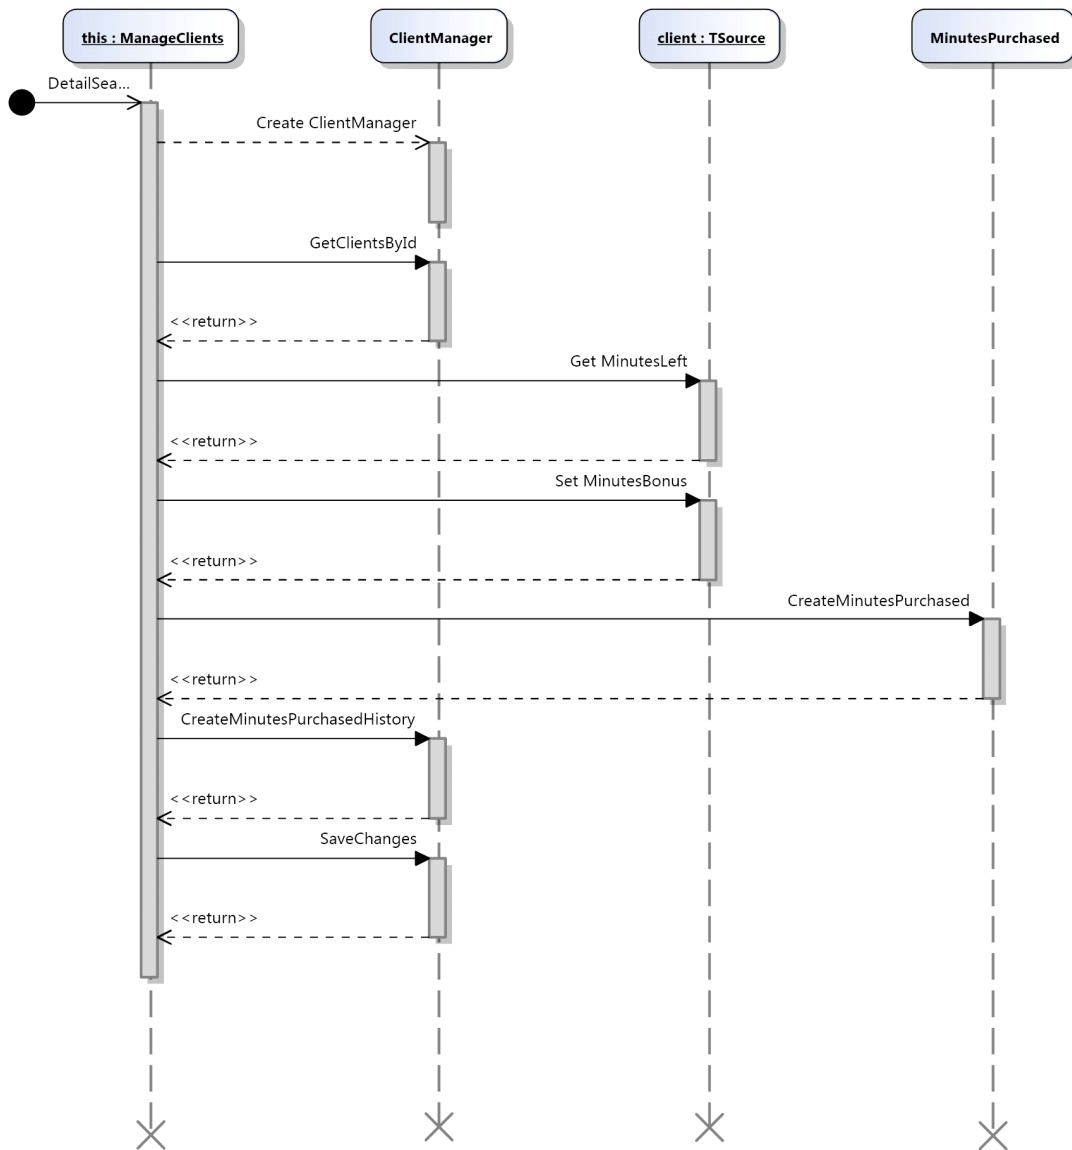 this : ManageClients
ClientManager
client : TSource
MinutesPurchased
DetailSea...
Create ClientManager
GetClientsById
<<return>>
Get MinutesLeft
<<return>>
Set MinutesBonus
<<return>>
CreateMinutesPurchased
<<return>>
CreateMinutesPurchasedHistory
<<return>>
SaveChanges
<<return>>